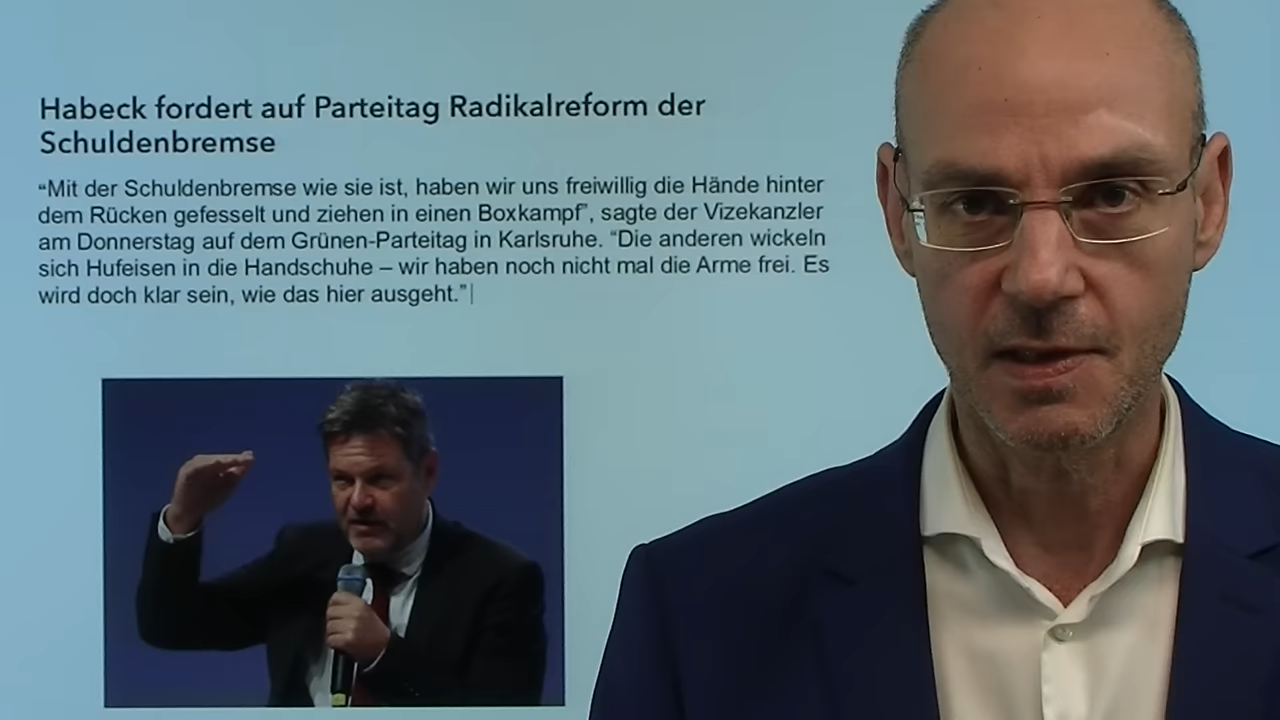 Habeck fordert auf Parteitag Radikalreform der
Schuldenbremse
“Mit der Schuldenbremse wie sie ist, haben wir uns freiwillig die Hände hinter
dem Rücken gefesselt und ziehen in einen Boxkampf”, sagte der Vizekanzler
am Donnerstag auf dem Grünen-Parteitag in Karlsruhe. “Die anderen wickeln
sich Hufeisen in die Handschuhe – wir haben noch nicht mal die Arme frei. Es
wird doch klar sein, wie das hier ausgeht.”